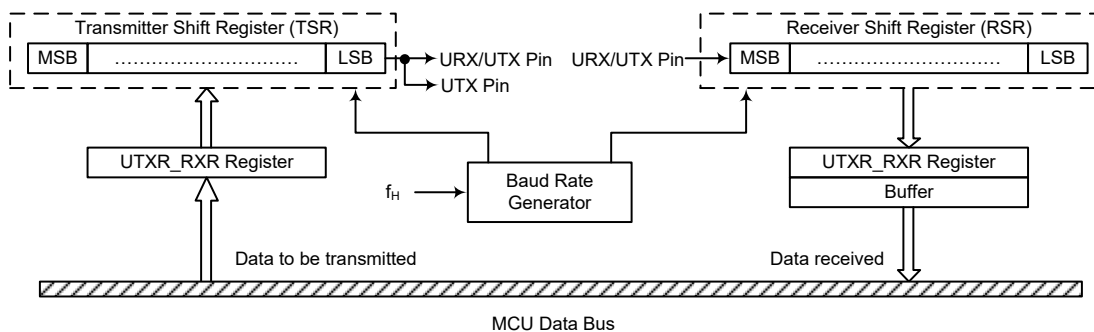 Transmitter Shift Register (TSR)
MSB ………………………… LSB
URX/UTX Pin
UTX Pin
Receiver Shift Register (RSR)
URX/UTX Pin
MSB ………………………… LSB
UTXR_RXR Register
Baud Rate
Generator
fH
UTXR_RXR Register
Buffer
Data to be transmitted
Data received
MCU Data Bus